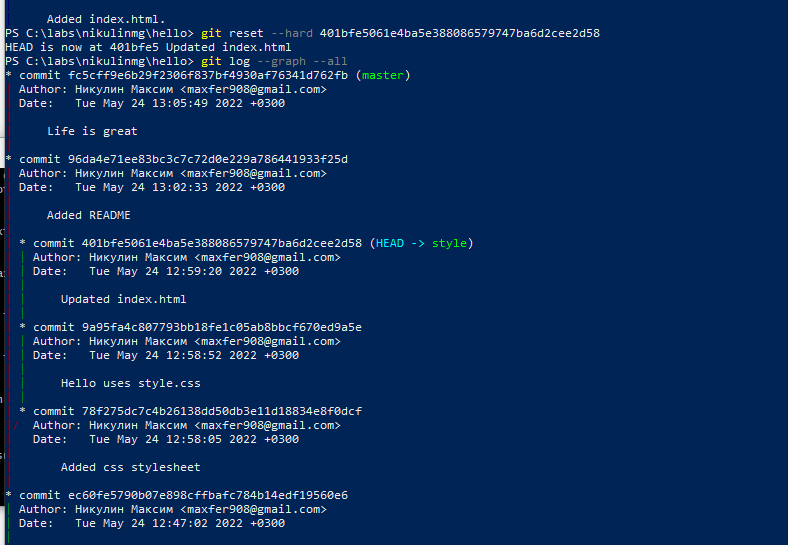 Added index.html.
PS C:\labs\nikulinmg\hello> git reset --hard 401bfe5061e4ba5e388086579747ba6d2cee2d58
HEAD is now at 401bfe5 Updated index.html
PS C:\labs\nikulinmg\hello> git log --graph --all
* commit fc5cff9e6b29f2306f837bf4930af76341d762fb (master)
| Author: Никулин Максим <maxfer908@gmail.com>
| Date:   Tue May 24 13:05:49 2022 +0300
|
|     Life is great
|
* commit 96da4e71ee83bc3c7c72d0e229a786441933f25d
| Author: Никулин Максим <maxfer908@gmail.com>
| Date:   Tue May 24 13:02:33 2022 +0300
|
|     Added README
|
| * commit 401bfe5061e4ba5e388086579747ba6d2cee2d58 (HEAD -> style)
| | Author: Никулин Максим <maxfer908@gmail.com>
| | Date:   Tue May 24 12:59:20 2022 +0300
| |
| |     Updated index.html
| |
| * commit 9a95fa4c807793bb18fe1c05ab8bbcf670ed9a5e
| | Author: Никулин Максим <maxfer908@gmail.com>
| | Date:   Tue May 24 12:58:52 2022 +0300
| |
| |     Hello uses style.css
| |
| * commit 78f275dc7c4b26138dd50db3e11d18834e8f0dcf
|/  Author: Никулин Максим <maxfer908@gmail.com>
|   Date:   Tue May 24 12:58:05 2022 +0300
|
|       Added css stylesheet
|
* commit ec60fe5790b07e898cffbafc784b14edf19560e6
| Author: Никулин Максим <maxfer908@gmail.com>
| Date:   Tue May 24 12:47:02 2022 +0300
|